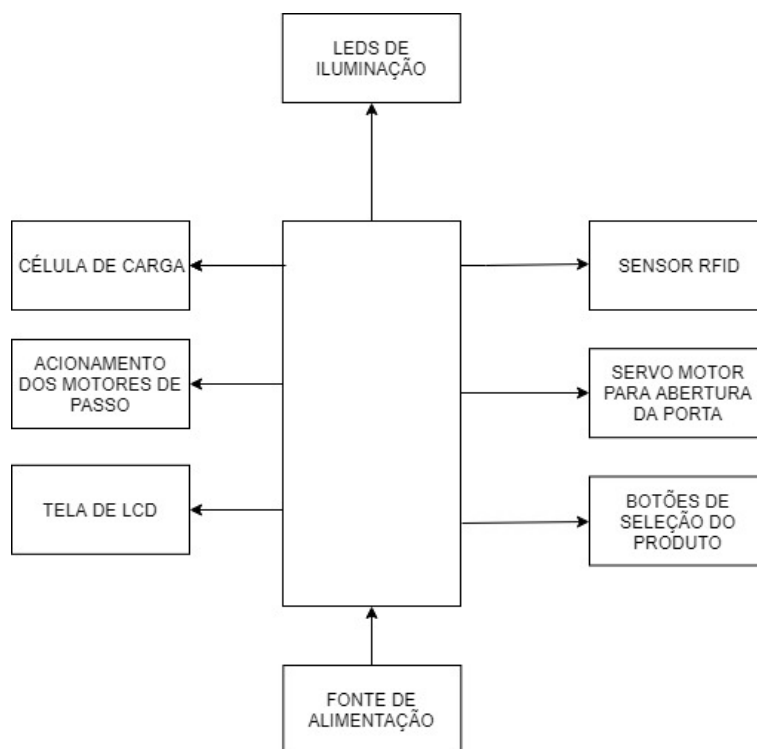 LEDS DE
ILUMINAÇÃO
CÉLULA DE CARGA
SENSOR RFID
ACIONAMENTO
DOS MOTORES DE
PASSO
SERVO MOTOR
PARA ABERTURA
DA PORTA
TELA DE LCD
BOTÕES DE
SELEÇÃO DO
PRODUTO
FONTE DE
ALIMENTAÇÃO